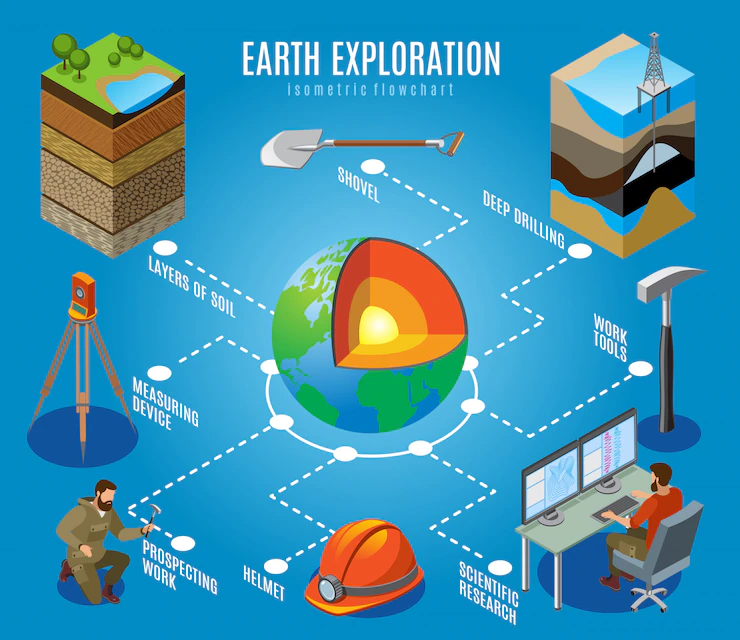 EARTH EXPLORATION
isometric flowchart
SHOVEL
DEEP DRILLING
LAYERS OF SOIL
WORK
TOOLS
MEASURING
DEVICE
PROSPECTING
WORK
HELMET
SCIENTIFIC
RESEARCH